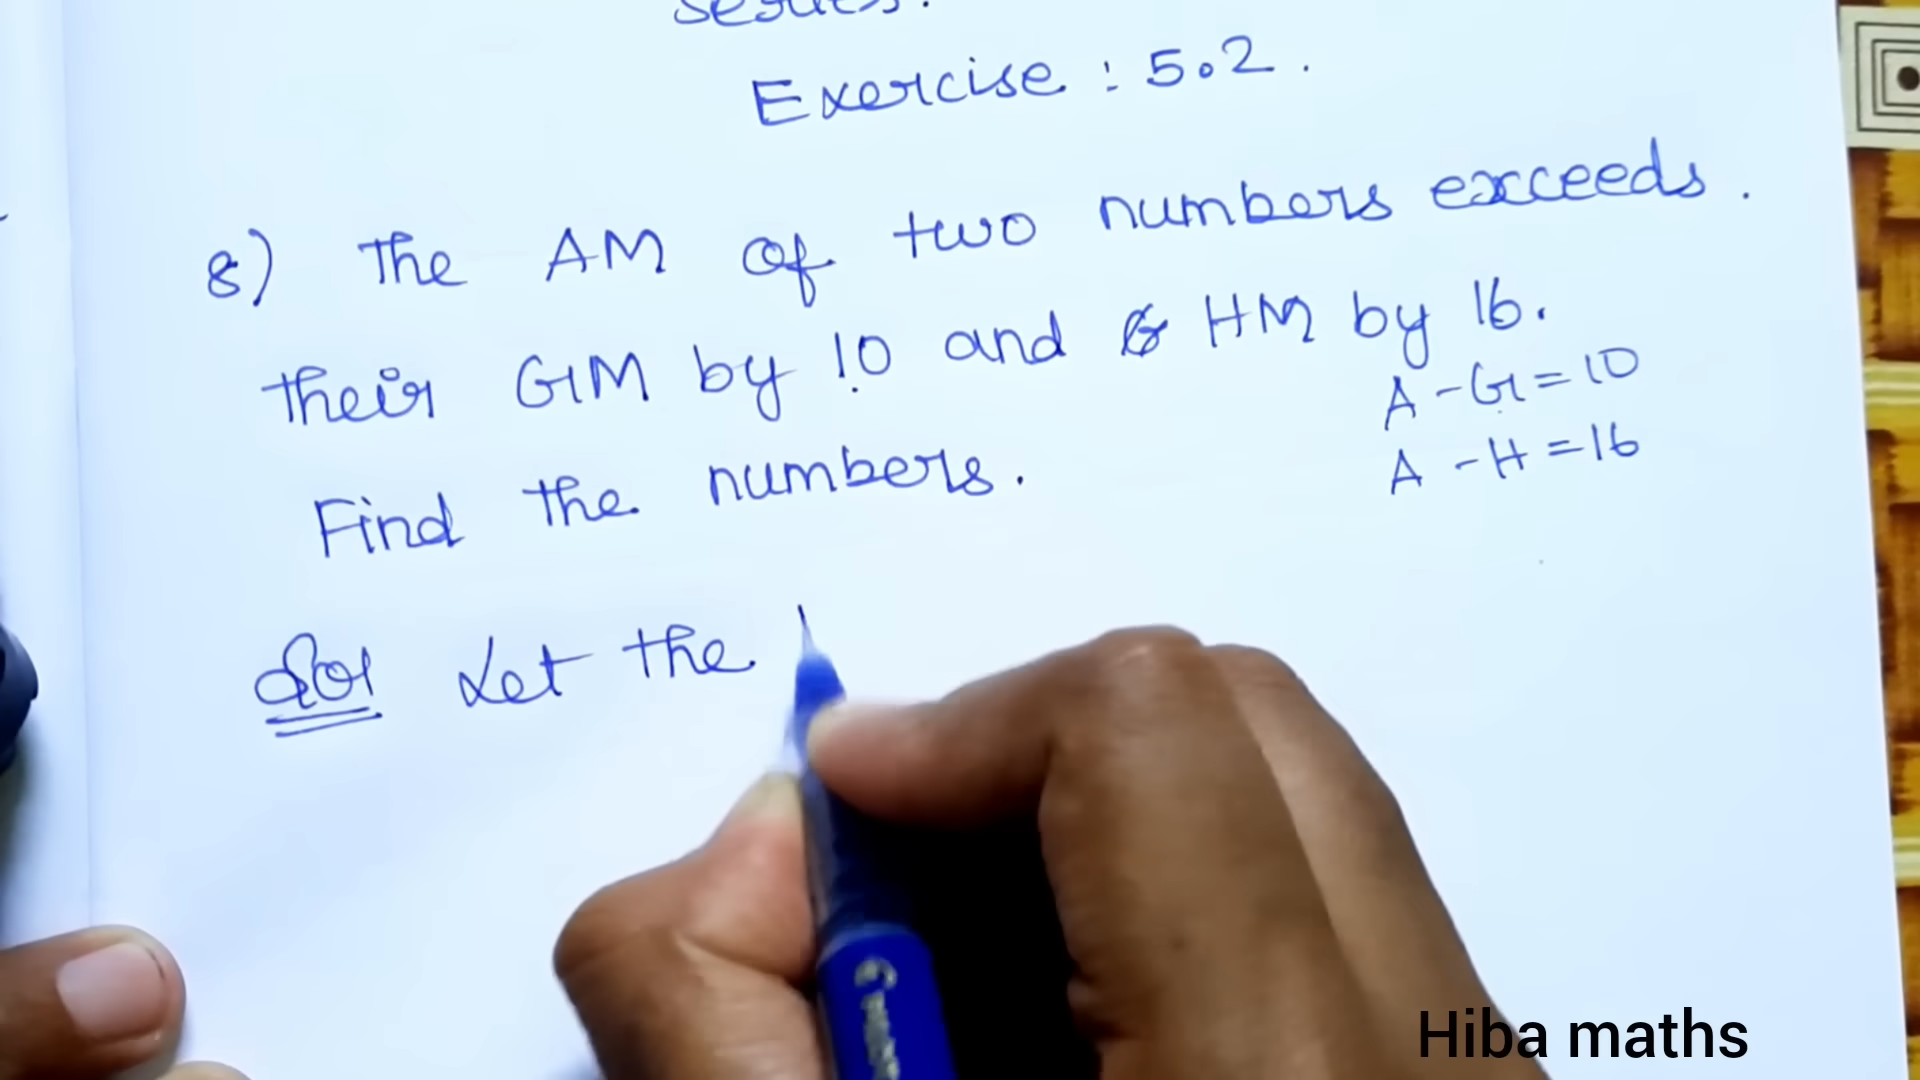 Exercise : 5.2.
8) The AM of two numbers exceeds.
their GM by 10 and HM by 16.
A - G = 10
A - H = 16
Find the numbers.
Sol Let the
Hiba maths